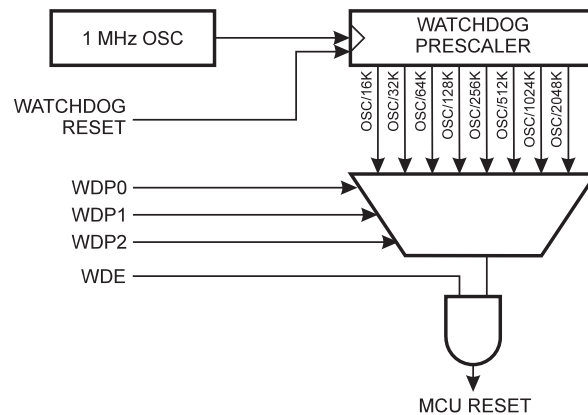 1 MHz OSC
WATCHDOG
PRESCALER
WATCHDOG
RESET
OSC/16K
OSC/32K
OSC/64K
OSC/128K
OSC/256K
OSC/512K
OSC/1024K
OSC/2048K
WDP0
WDP1
WDP2
WDE
MCU RESET